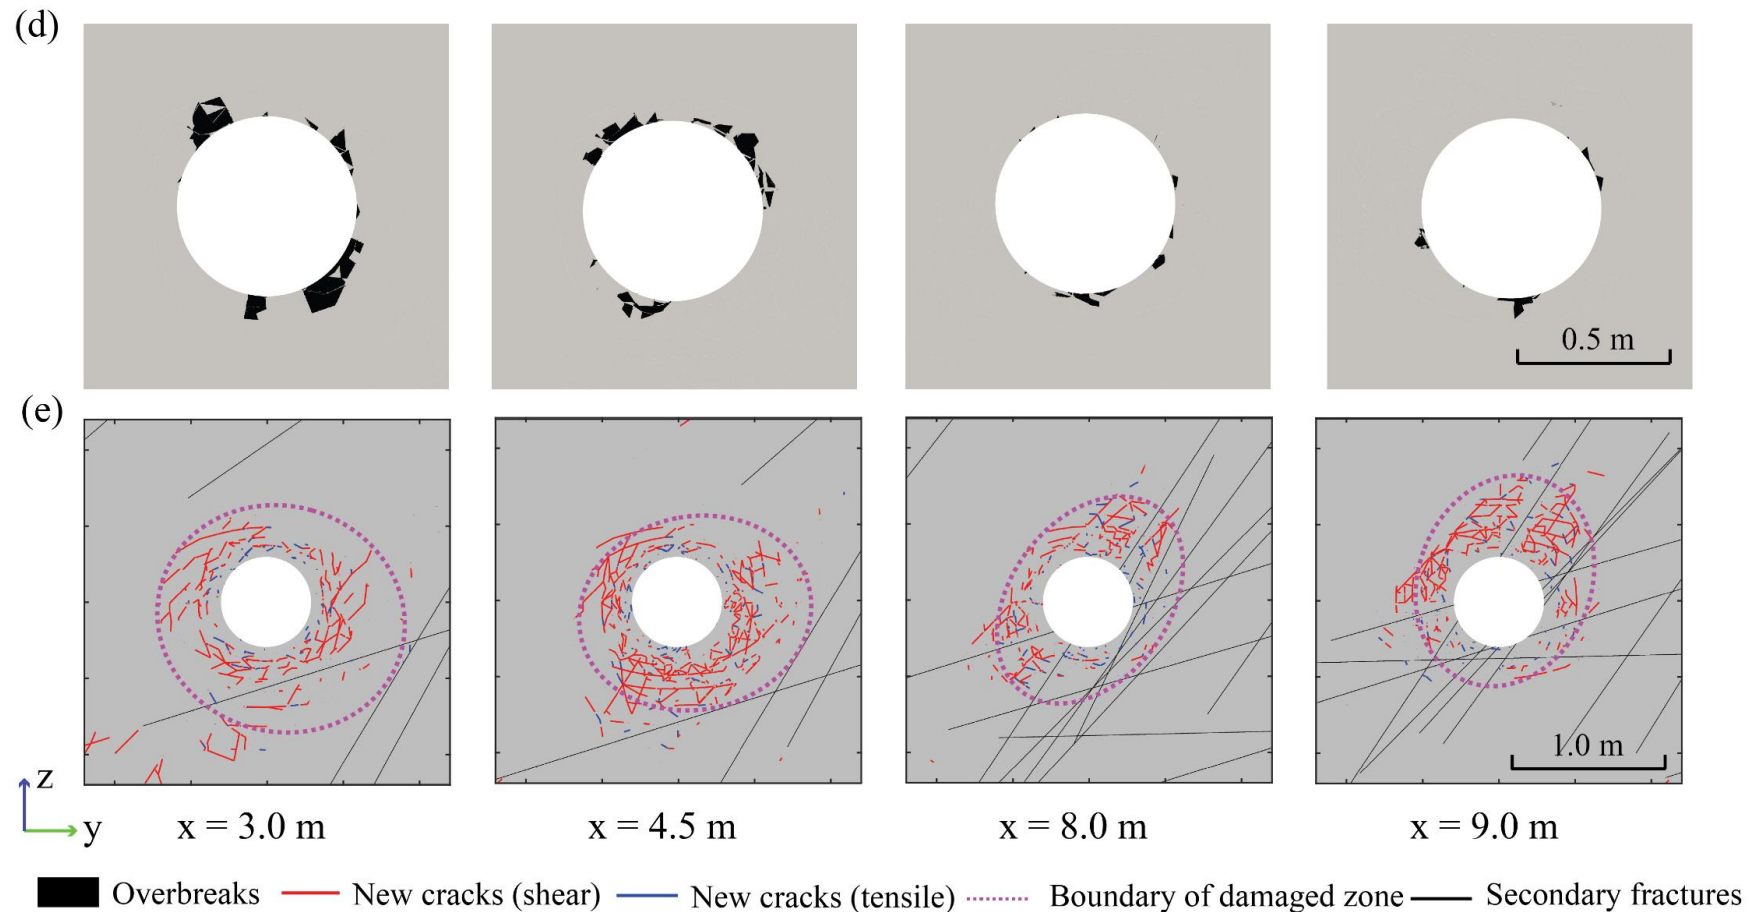 (d)
0.5 m
(e)
1.0 m
z
y
x = 3.0 m
x = 4.5 m
x = 8.0 m
x = 9.0 m
Overbreaks
New cracks (shear)
New cracks (tensile)
Boundary of damaged zone
Secondary fractures